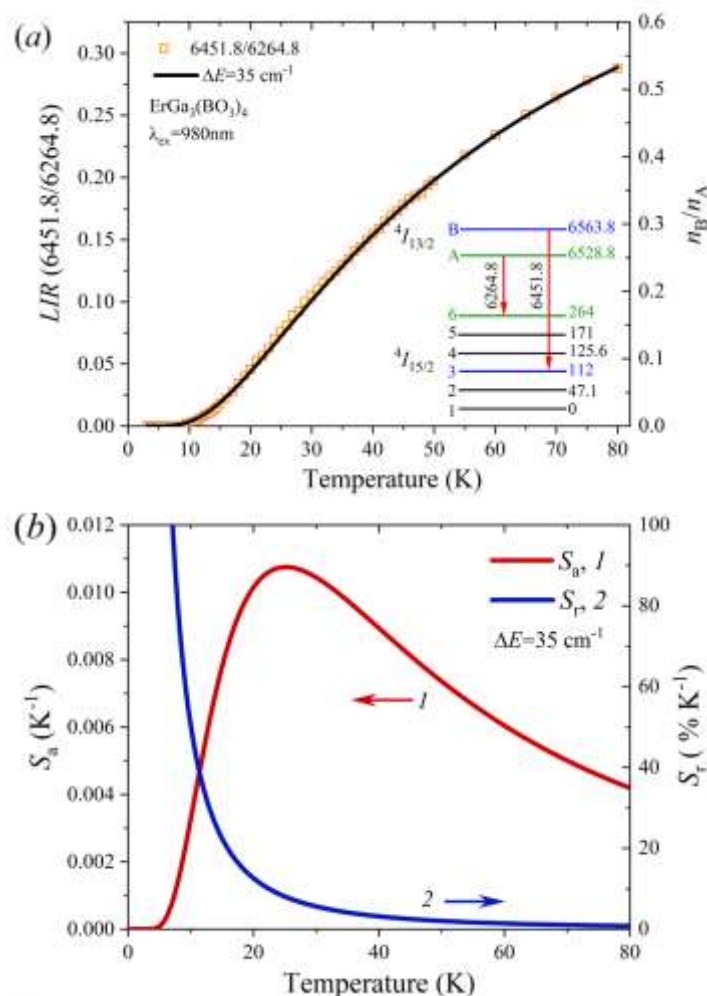 (a)
6451.8/6264.8
ΔE=35 cm⁻¹
ErGa₃(BO₃)₄
λₑₓ=980nm
LIR (6451.8/6264.8)
0.30
0.25
0.20
0.15
0.10
0.05
0.00
0.6
0.5
0.4
0.3
0.2
0.1
0.0
n_B/n_A
⁴I₁₃/₂
B 6563.8
A 6528.8
6264.8
6451.8
⁴I₁₅/₂
6 264
5 171
4 125.6
3 112
2 47.1
1 0
0 10 20 30 40 50 60 70 80
Temperature (K)
(b)
Sₐ, 1
Sᵣ, 2
ΔE=35 cm⁻¹
1
2
Sₐ (K⁻¹)
0.012
0.010
0.008
0.006
0.004
0.002
0.000
100
80
60
40
20
0
Sᵣ ( % K⁻¹)
0 20 40 60 80
Temperature (K)